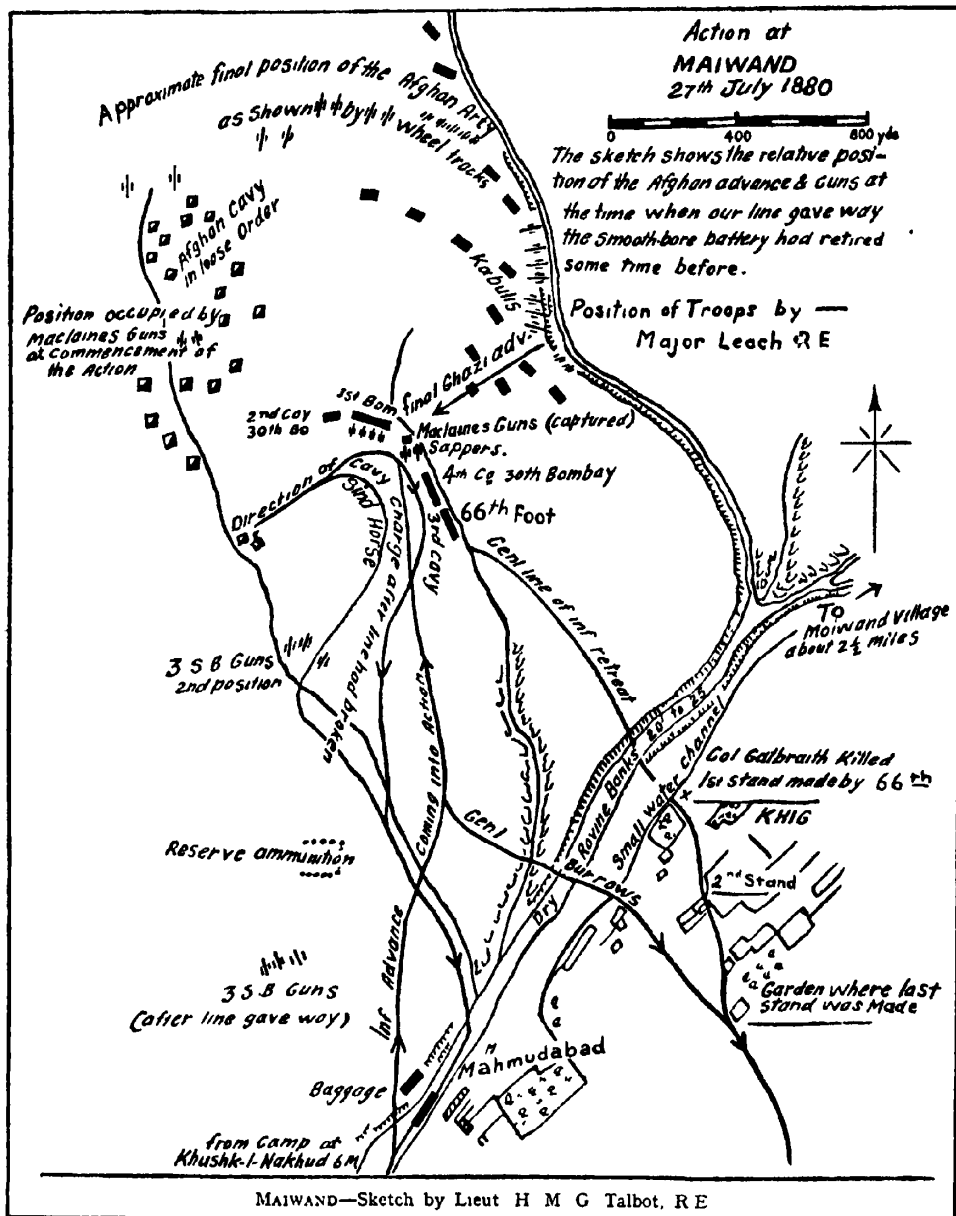 Action at
MAIWAND
27th July 1880
0 400 800 yds
The sketch shows the relative posi-
tion of the Afghan advance & Guns at
the time when our line gave way
the smooth-bore battery had retired
some time before.
Position of Troops by —
Major Leach RE
Approximate final position of the Afghan Arty
as shown by wheel tracks
Afghan Cavy
in loose Order
Position occupied by
Maclaines Guns
at commencement of
the Action
Kabulis
final Ghazi adv.
1st Bom
2nd Coy
30th Bo
Maclaines Guns (captured)
Sappers.
4th Co 30th Bombay
66th Foot
3rd Cavy
Direction of Cavy Charge after line had broken
Sind Horse
Genl line of inf retreat
To
Maiwand Village
about 2½ miles
3 S B Guns
2nd position
Coming into Action
Inf Advance
Dry Ravine Banks 20' to 25'
Small water channel
Col Galbraith Killed
1st Stand made by 66th
KHIG
Reserve ammunition
Genl Burrows
2nd Stand
3 S B Guns
(after line gave way)
Garden where last
stand was Made
Mahmudabad
Baggage
from Camp at
Khushk-I-Nakhud 6M
MAIWAND—Sketch by Lieut H M G Talbot, R E